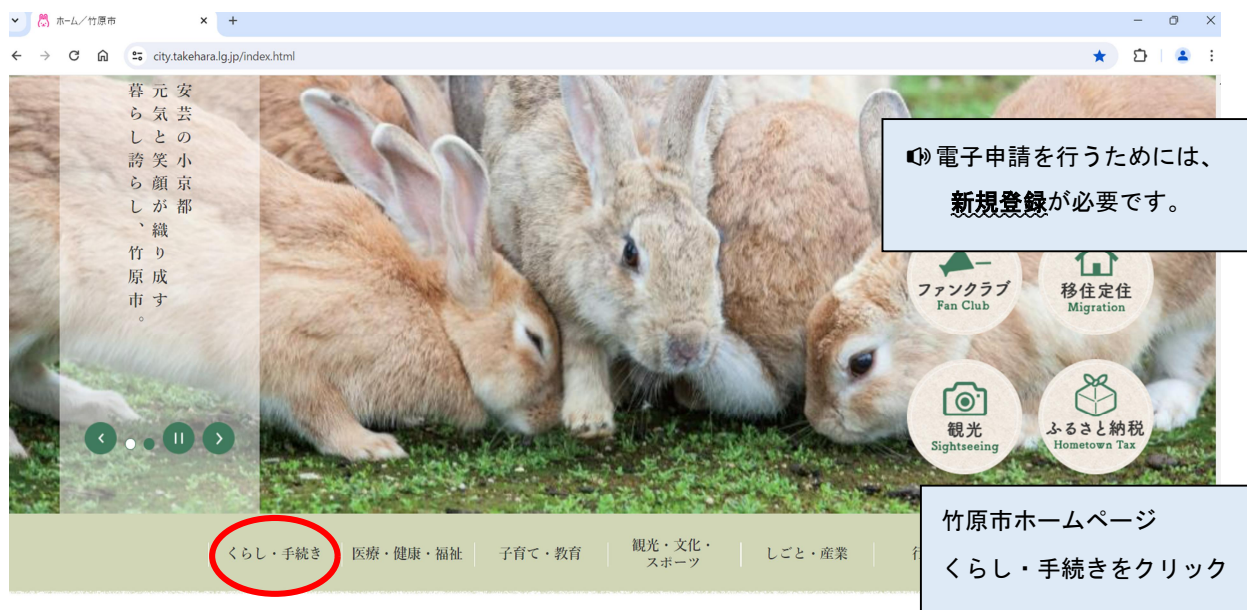 ホーム／竹原市
city.takehara.lg.jp/index.html
安芸の小京都
元気と笑顔が織り成す
暮らし誇らし、竹原市。
電子申請を行うためには、
新規登録が必要です。
ファンクラブ
Fan Club
移住定住
Migration
観光
Sightseeing
ふるさと納税
Hometown Tax
くらし・手続き
医療・健康・福祉
子育て・教育
観光・文化・
スポーツ
しごと・産業
竹原市ホームページ
くらし・手続きをクリック